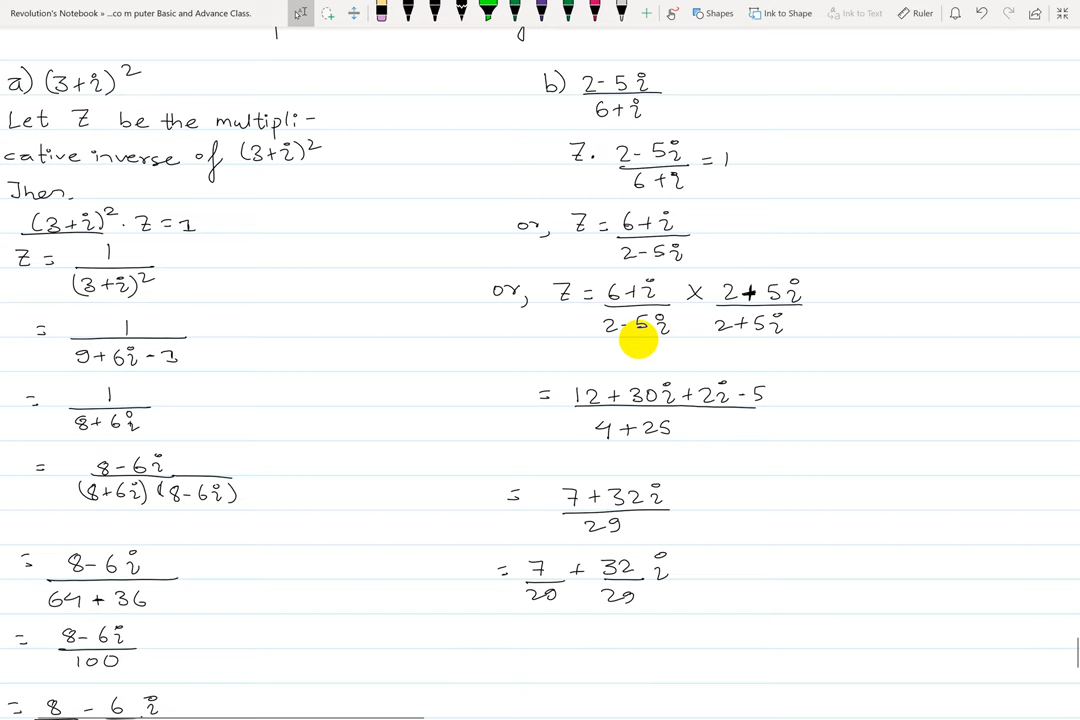 Revolution's Notebook » ...co m puter Basic and Advance Class.
Shapes
Ink to Shape
Ink to Text
Ruler
a) (3+i)²
Let Z be the multipli-
cative inverse of (3+i)²
Then.
(3+i)² · Z = 1
Z = 1/(3+i)²
= 1/(9+6i-1)
= 1/(8+6i)
= (8-6i)/((8+6i)(8-6i))
= (8-6i)/(64+36)
= (8-6i)/100
= 8 - 6 i
b) (2-5i)/(6+i)
Z. (2-5i)/(6+i) = 1
or, Z = (6+i)/(2-5i)
or, Z = (6+i)/(2-5i) × (2+5i)/(2+5i)
= (12+30i+2i-5)/(4+25)
= (7+32i)/29
= 7/29 + 32/29 i